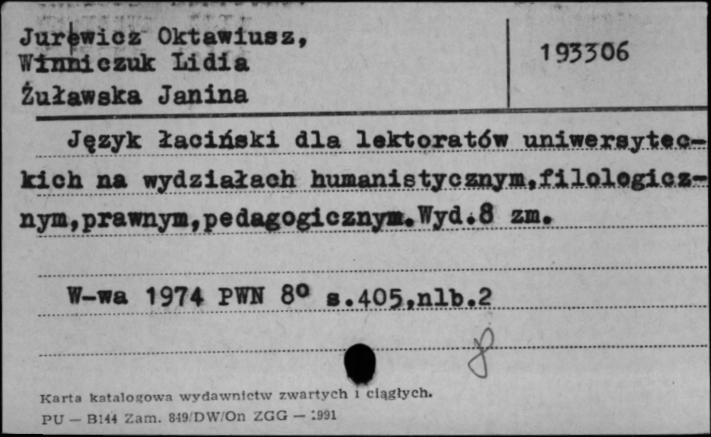 Jurewicz Oktawiusz,
193306
Winniczuk Lidia
Żuławska Janina
Język łaciński dla lektoratów uniwersytec-
kich na wydziałach humanistycznym,filologicz-
nym,prawnym,pedagogicznym.Wyd.8 zm.
W-wa 1974 PWN 8º s.405,nlb.2
Karta katalogowa wydawnictw zwartych i ciągłych.
PU — B144 Zam. 849/DW/On ZGG — 1991